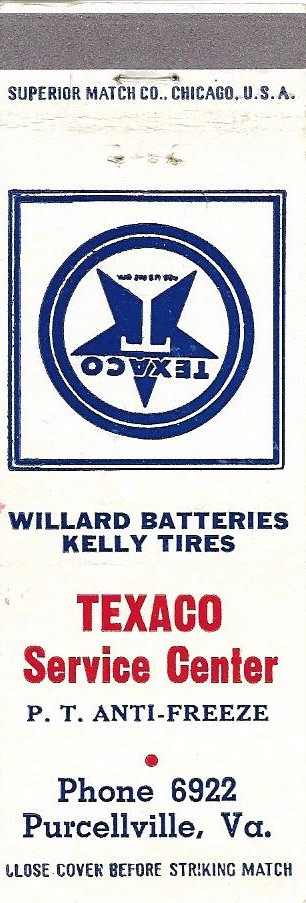 SUPERIOR MATCH CO., CHICAGO, U.S.A.
TEXACO
T
WILLARD BATTERIES
KELLY TIRES
TEXACO
Service Center
P. T. ANTI-FREEZE
Phone 6922
Purcellville, Va.
CLOSE COVER BEFORE STRIKING MATCH